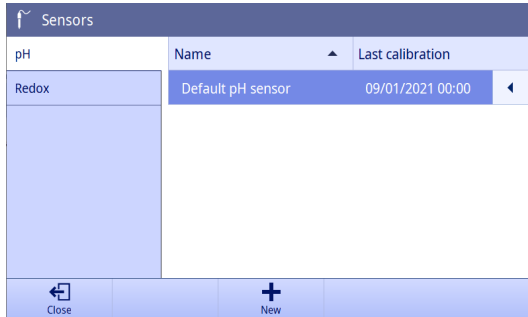 Sensors
pH
Name
Last calibration
Redox
Default pH sensor
09/01/2021 00:00
Close
New